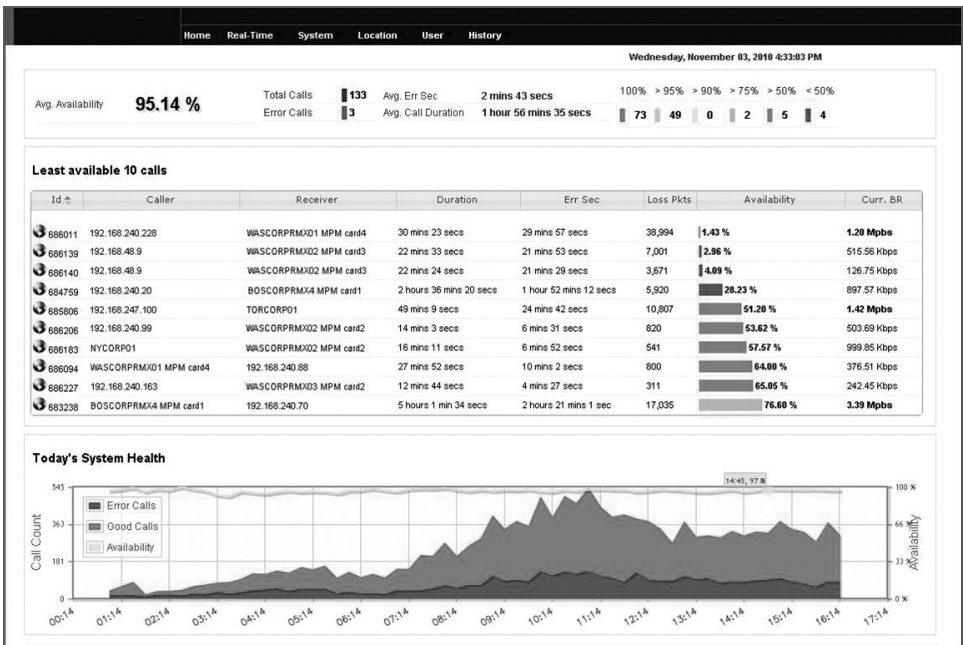 Home Real-Time System Location User History
Wednesday, November 03, 2010 4:33:03 PM
Avg. Availability 95.14 %
Total Calls 133 Avg. Err Sec 2 mins 43 secs
Error Calls 3 Avg. Call Duration 1 hour 56 mins 35 secs
100% > 95% > 90% > 75% > 50% < 50%
73 49 0 2 5 4
Least available 10 calls
Id Caller Receiver Duration Err Sec Loss Pkts Availability Curr. BR
686011 192.168.240.228 WASCORPRMX01 MPM card4 30 mins 23 secs 29 mins 57 secs 38,994 1.43 % 1.20 Mpbs
686139 192.168.48.9 WASCORPRMX02 MPM card3 22 mins 33 secs 21 mins 53 secs 7,001 2.96 % 515.56 Kbps
686140 192.168.48.9 WASCORPRMX02 MPM card3 22 mins 24 secs 21 mins 29 secs 3,671 4.09 % 126.75 Kbps
684759 192.168.240.20 BOSCORPRMX4 MPM card1 2 hours 36 mins 20 secs 1 hour 52 mins 12 secs 5,920 28.23 % 897.57 Kbps
685806 192.168.247.100 TORCORP01 49 mins 9 secs 24 mins 42 secs 10,807 51.20 % 1.42 Mpbs
686206 192.168.240.99 WASCORPRMX02 MPM card2 14 mins 3 secs 6 mins 31 secs 820 53.62 % 503.69 Kbps
686183 NYCORP01 WASCORPRMX02 MPM card2 16 mins 11 secs 6 mins 52 secs 541 57.57 % 999.85 Kbps
686094 WASCORPRMX01 MPM card4 192.168.240.88 27 mins 52 secs 10 mins 2 secs 800 64.00 % 376.51 Kbps
686227 192.168.240.163 WASCORPRMX03 MPM card2 12 mins 44 secs 4 mins 27 secs 311 65.05 % 242.45 Kbps
683238 BOSCORPRMX4 MPM card1 192.168.240.70 5 hours 1 min 34 secs 2 hours 21 mins 1 sec 17,035 76.60 % 3.39 Mpbs
Today's System Health
14:45, 97 %
545 100 %
Error Calls
363 Good Calls 66 %
Availability
181 33 %
0 0 %
Call Count
Availability
00:14 01:14 02:14 03:14 04:14 05:14 06:14 07:14 08:14 09:14 10:14 11:14 12:14 13:14 14:14 15:14 16:14 17:14